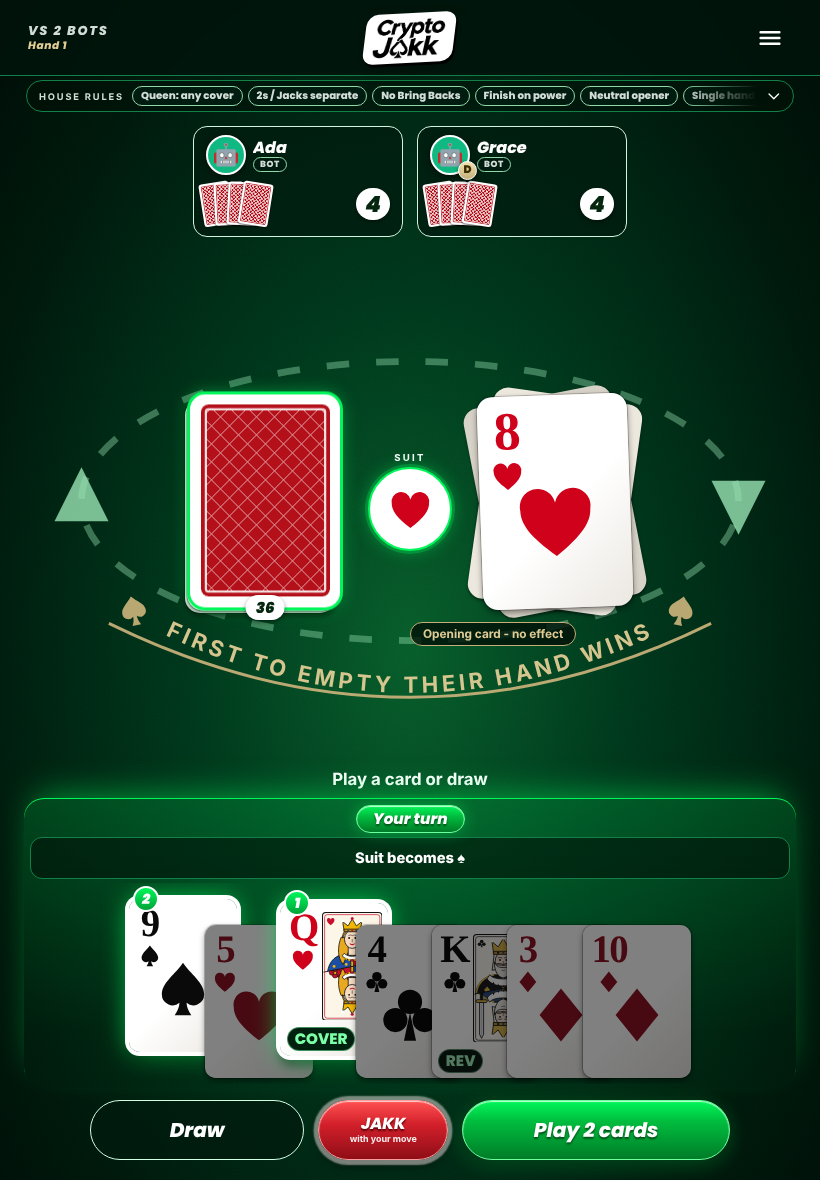 VS 2 BOTS
Hand 1
Crypto
Jokk
HOUSE RULES
Queen: any cover
2s / Jacks separate
No Bring Backs
Finish on power
Neutral opener
Single hand
Ada
BOT
4
Grace
D
BOT
4
SUIT
8
36
Opening card - no effect
FIRST TO EMPTY THEIR HAND WINS
Play a card or draw
Your turn
Suit becomes ♠
2
9
5
1
Q
COVER
4
K
REV
3
10
Draw
JAKK
with your move
Play 2 cards